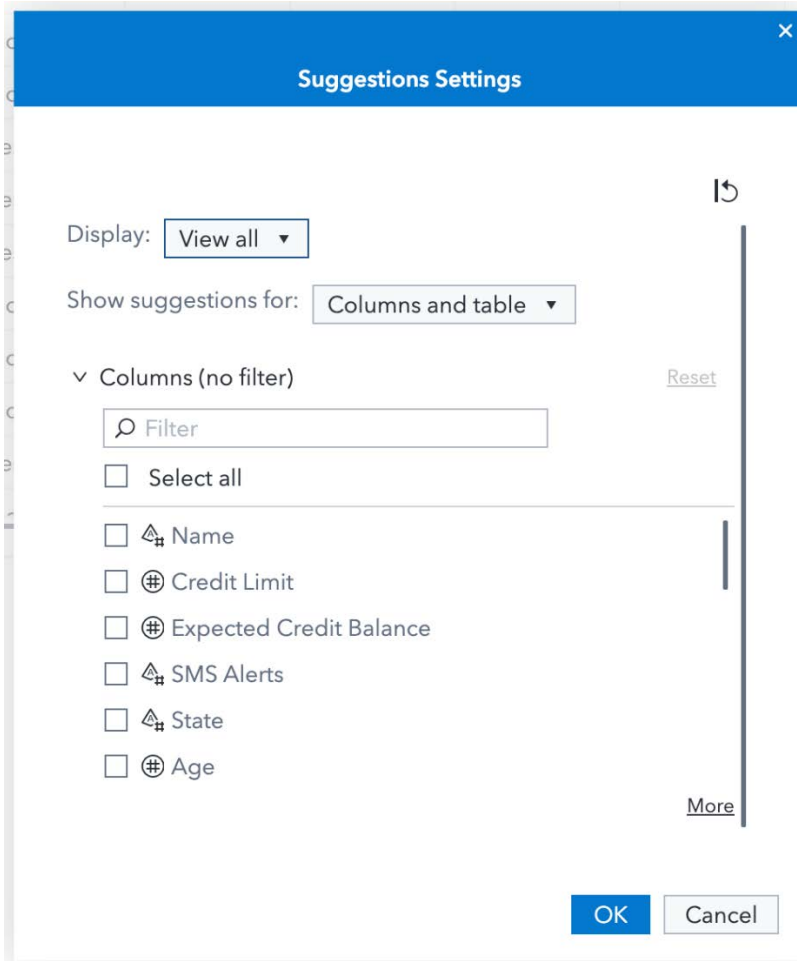 Suggestions Settings
Display: View all
Show suggestions for: Columns and table
Columns (no filter) Reset
Filter
Select all
Name
Credit Limit
Expected Credit Balance
SMS Alerts
State
Age
More
OK Cancel